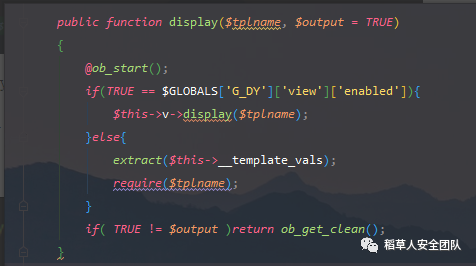 public function display($tplname, $output = TRUE)
{
@ob_start();
if(TRUE == $GLOBALS['G_DY']['view']['enabled']){
$this->v->display($tplname);
}else{
extract($this->__template_vals);
require($tplname);
}
if( TRUE != $output )return ob_get_clean();
}
稻草人安全团队